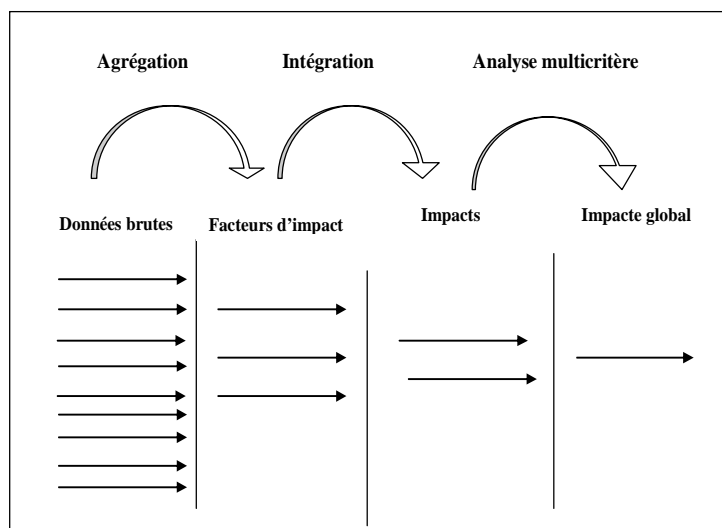 Agrégation
Intégration
Analyse multicritère
Données brutes
Facteurs d'impact
Impacts
Impacte global